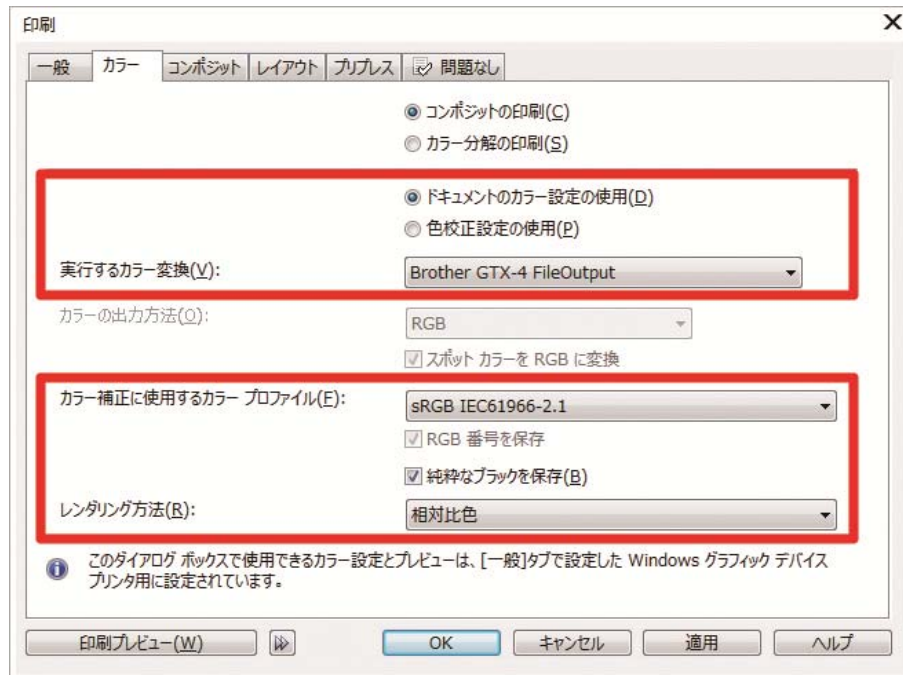 印刷
一般 カラー コンポジット レイアウト プリプレス 問題なし
コンポジットの印刷(C)
カラー分解の印刷(S)
ドキュメントのカラー設定の使用(D)
色校正設定の使用(P)
実行するカラー変換(V): Brother GTX-4 FileOutput
カラーの出力方法(O): RGB
スポット カラーを RGB に変換
カラー補正に使用するカラー プロファイル(F): sRGB IEC61966-2.1
RGB 番号を保存
純粋なブラックを保存(B)
レンダリング方法(R): 相対比色
このダイアログ ボックスで使用できるカラー設定とプレビューは、[一般]タブで設定した Windows グラフィック デバイス
プリンタ用に設定されています。
印刷プレビュー(W) OK キャンセル 適用 ヘルプ